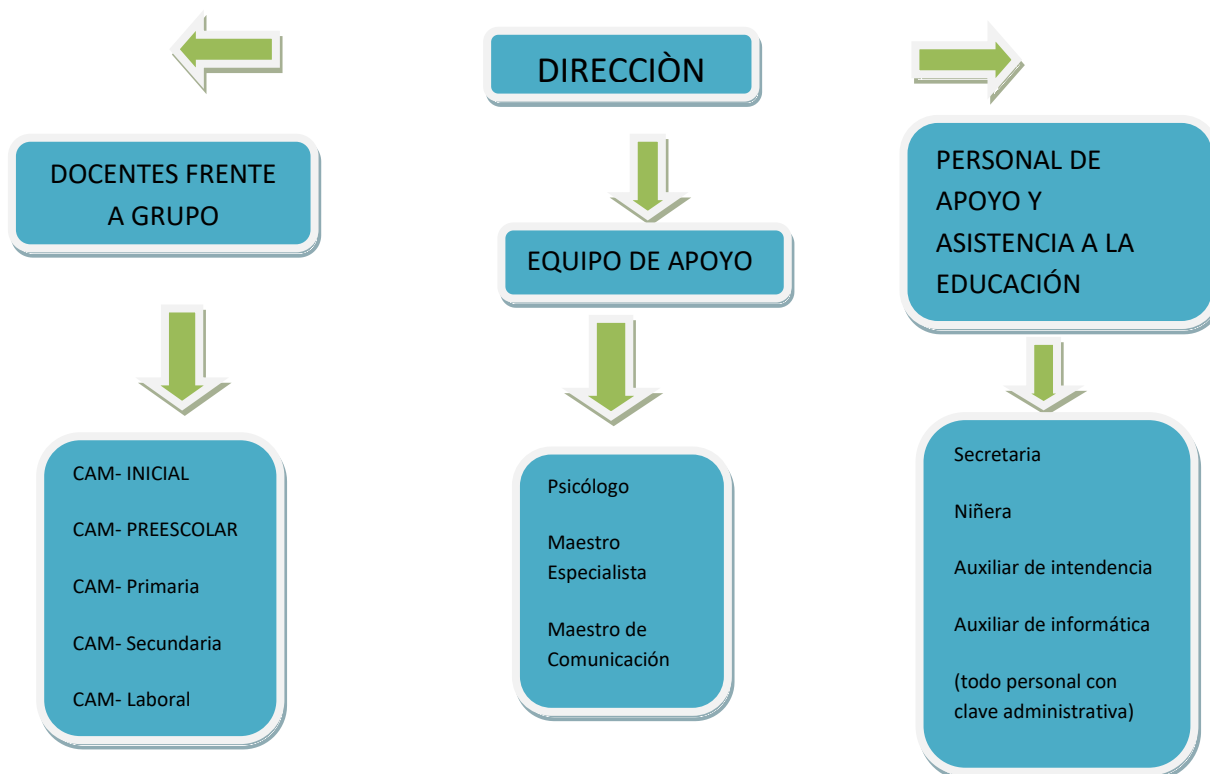 DIRECCIÒN
DOCENTES FRENTE
A GRUPO
EQUIPO DE APOYO
PERSONAL DE
APOYO Y
ASISTENCIA A LA
EDUCACIÓN
CAM- INICIAL
CAM- PREESCOLAR
CAM- Primaria
CAM- Secundaria
CAM- Laboral
Psicólogo
Maestro
Especialista
Maestro de
Comunicación
Secretaria
Niñera
Auxiliar de intendencia
Auxiliar de informática
(todo personal con
clave administrativa)